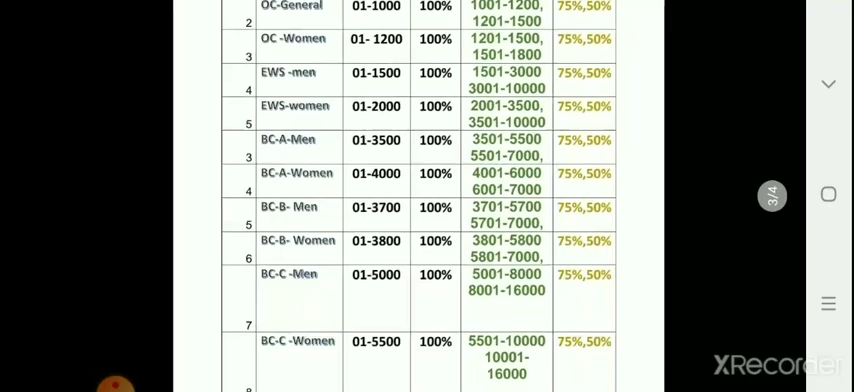 OC-General 01-1000 100% 1001-1200, 75%,50%
2 1201-1500
OC -Women 01- 1200 100% 1201-1500, 75%,50%
3 1501-1800
EWS -men 01-1500 100% 1501-3000 75%,50%
4 3001-10000
EWS-women 01-2000 100% 2001-3500, 75%,50%
5 3501-10000
BC-A-Men 01-3500 100% 3501-5500 75%,50%
3 5501-7000,
BC-A-Women 01-4000 100% 4001-6000 75%,50%
4 6001-7000
BC-B- Men 01-3700 100% 3701-5700 75%,50%
5 5701-7000,
BC-B- Women 01-3800 100% 3801-5800 75%,50%
6 5801-7000,
BC-C -Men 01-5000 100% 5001-8000 75%,50%
8001-16000
7
BC-C -Women 01-5500 100% 5501-10000 75%,50%
10001-
16000
3/4
XRecorder